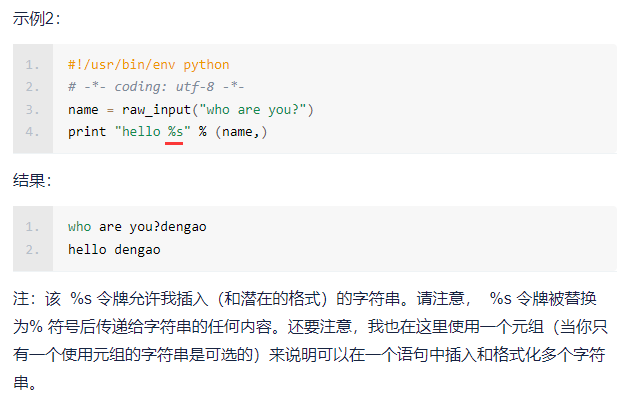 示例2：
1. #!/usr/bin/env python
2. # -*- coding: utf-8 -*-
3. name = raw_input("who are you?")
4. print "hello %s" % (name,)
结果：
1. who are you?dengao
2. hello dengao
注：该 %s 令牌允许我插入（和潜在的格式）的字符串。请注意， %s 令牌被替换
为% 符号后传递给字符串的任何内容。还要注意，我也在这里使用一个元组（当你只
有一个使用元组的字符串是可选的）来说明可以在一个语句中插入和格式化多个字符
串。